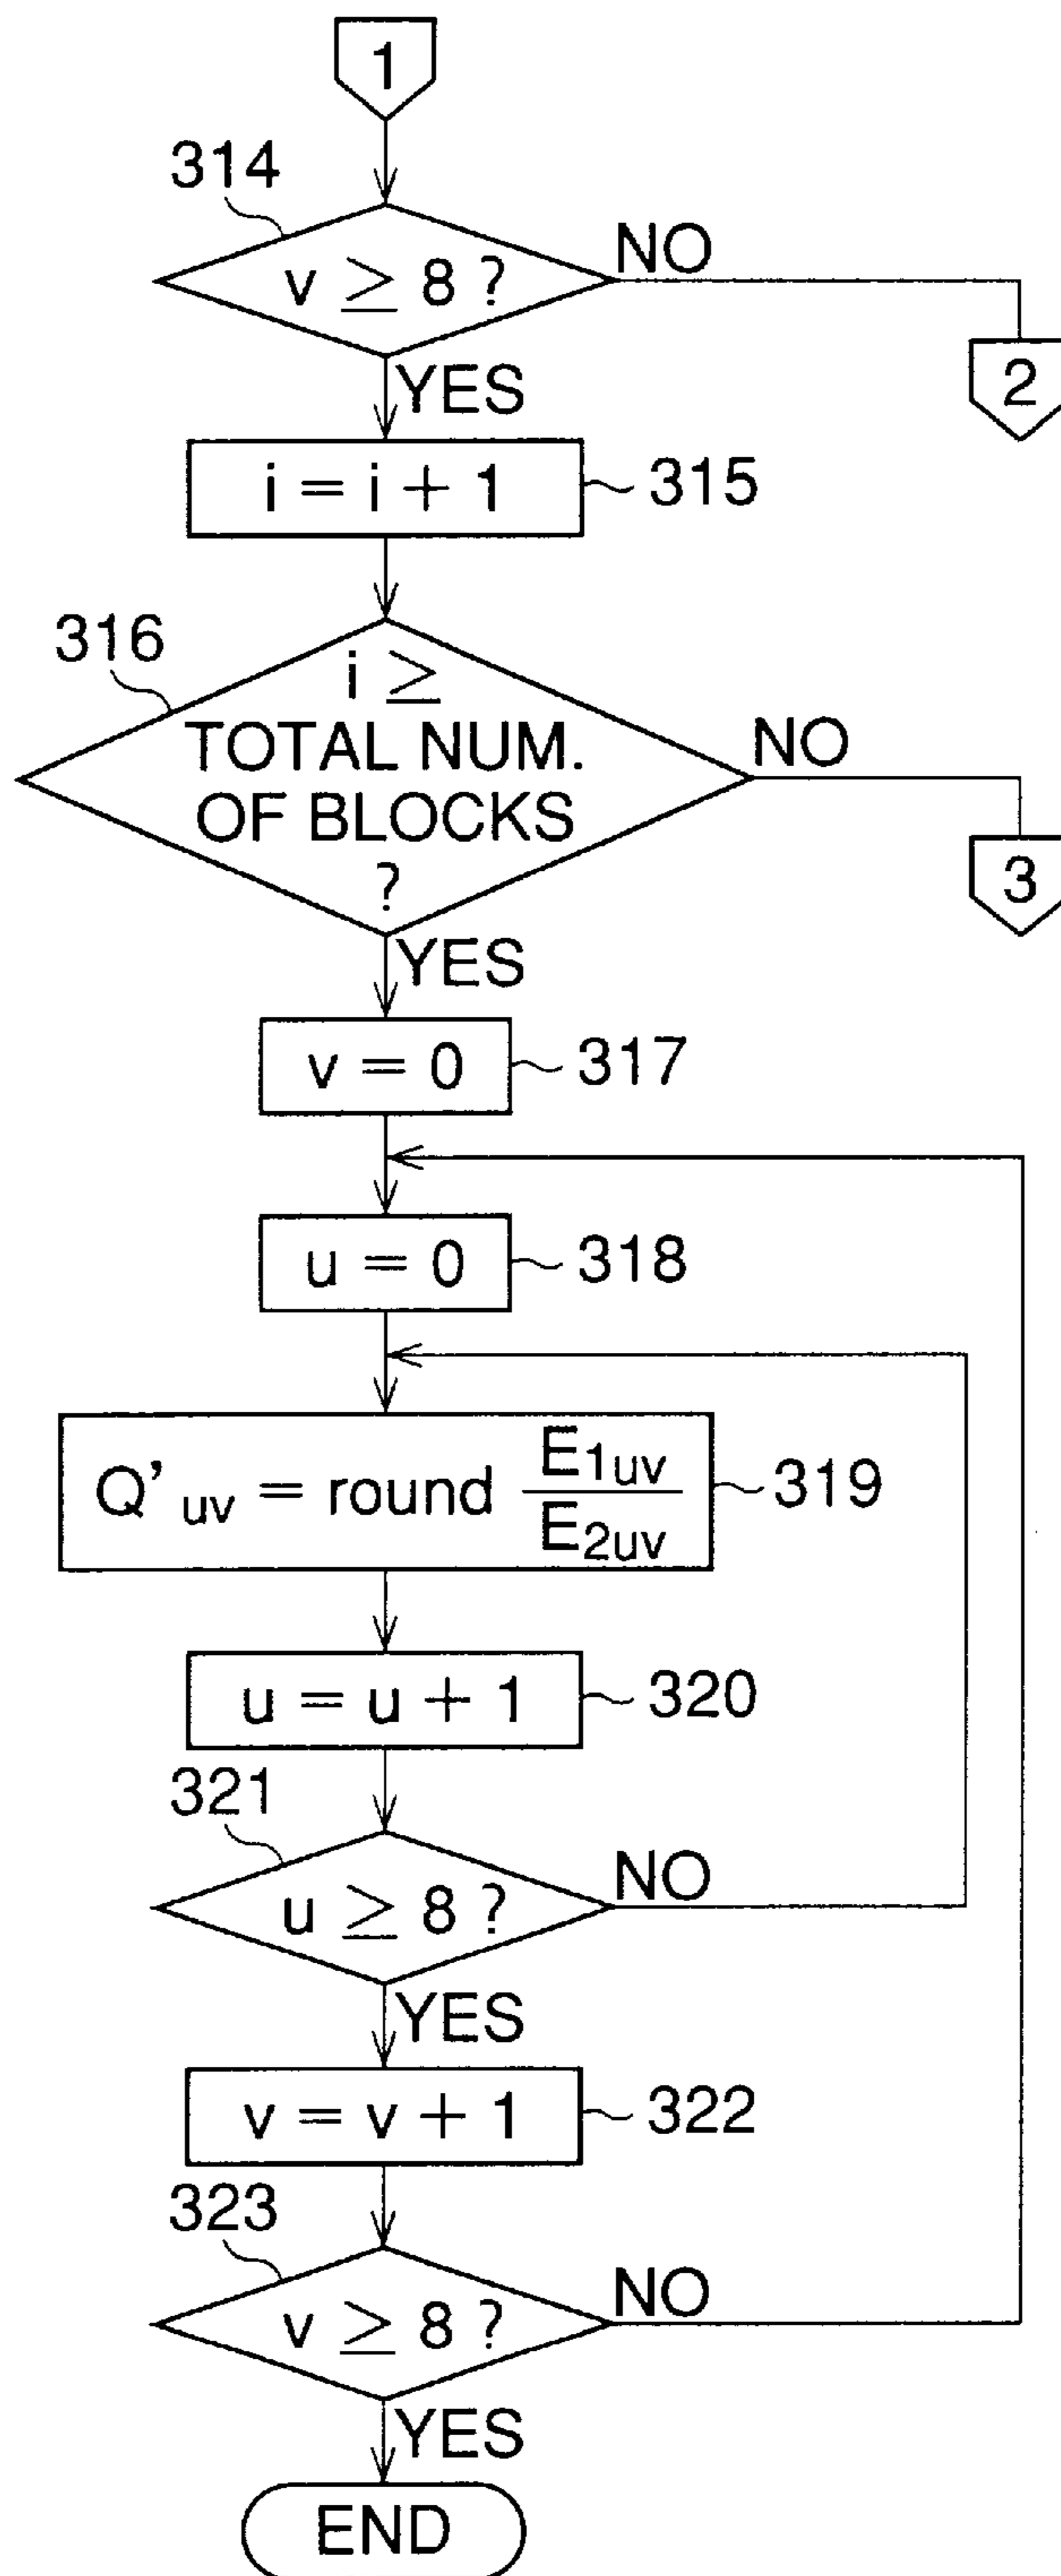 1
314
v ≥ 8 ?
NO
2
YES
i = i + 1
315
316
i ≥
TOTAL NUM.
OF BLOCKS
?
NO
3
YES
v = 0
317
u = 0
318
Q'uv = round E1uv / E2uv
319
u = u + 1
320
321
u ≥ 8 ?
NO
YES
v = v + 1
322
323
v ≥ 8 ?
NO
YES
END